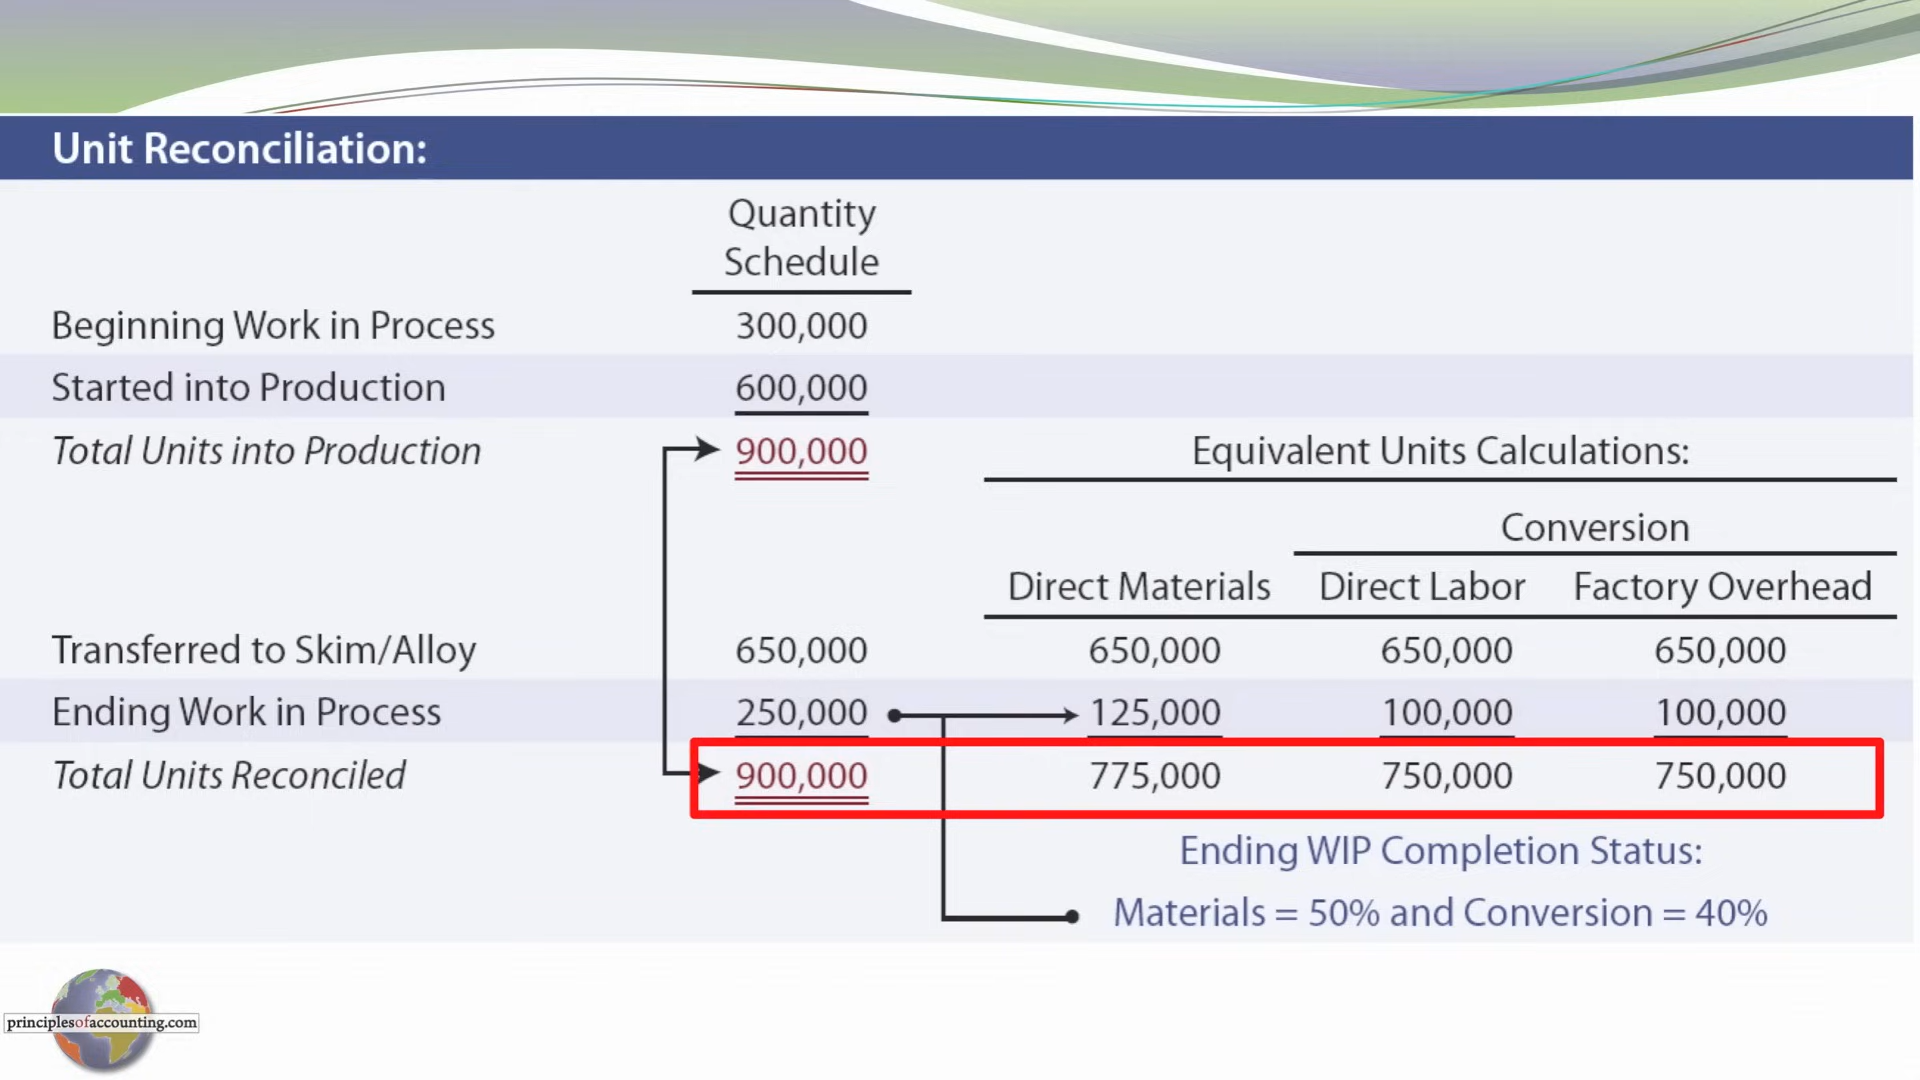 Unit Reconciliation:
Quantity
Schedule
Beginning Work in Process 300,000
Started into Production 600,000
Total Units into Production 900,000 Equivalent Units Calculations:
Conversion
Direct Materials Direct Labor Factory Overhead
Transferred to Skim/Alloy 650,000 650,000 650,000 650,000
Ending Work in Process 250,000 125,000 100,000 100,000
Total Units Reconciled 900,000 775,000 750,000 750,000
Ending WIP Completion Status:
Materials = 50% and Conversion = 40%
principlesofaccounting.com